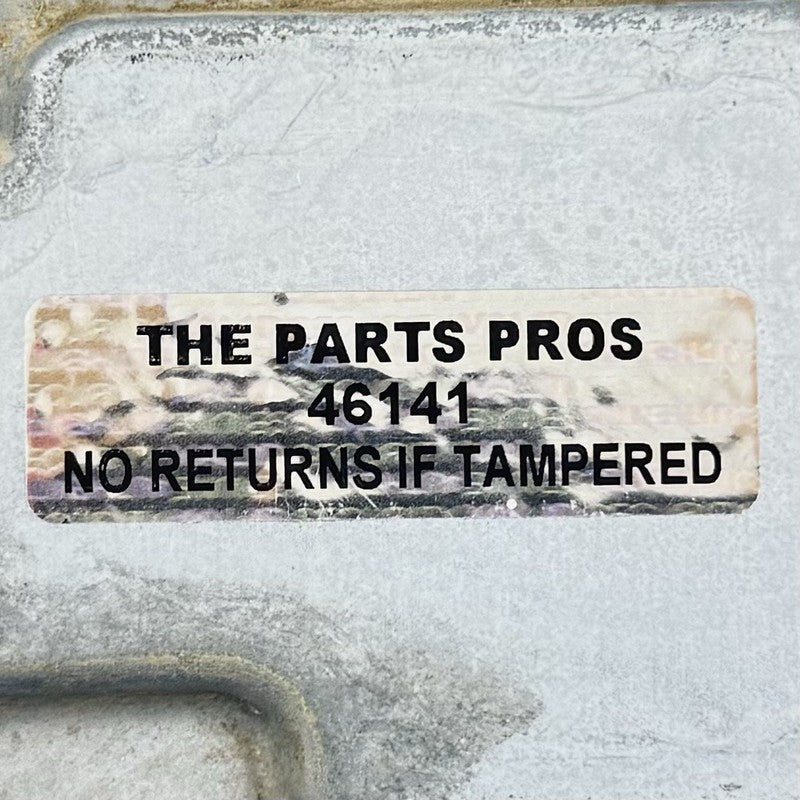 THE PARTS PROS
46141
NO RETURNS IF TAMPERED